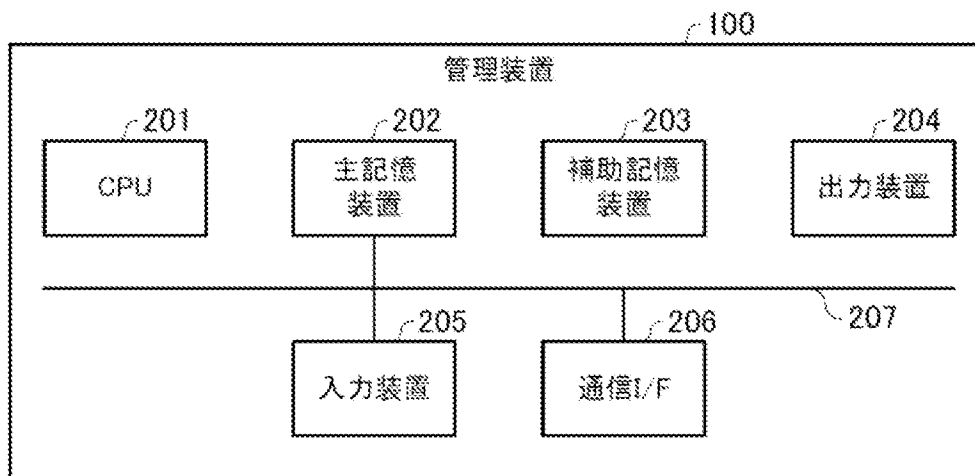 100
管理装置
201
202
203
204
CPU
主記憶
装置
補助記憶
装置
出力装置
207
205
206
入力装置
通信I/F